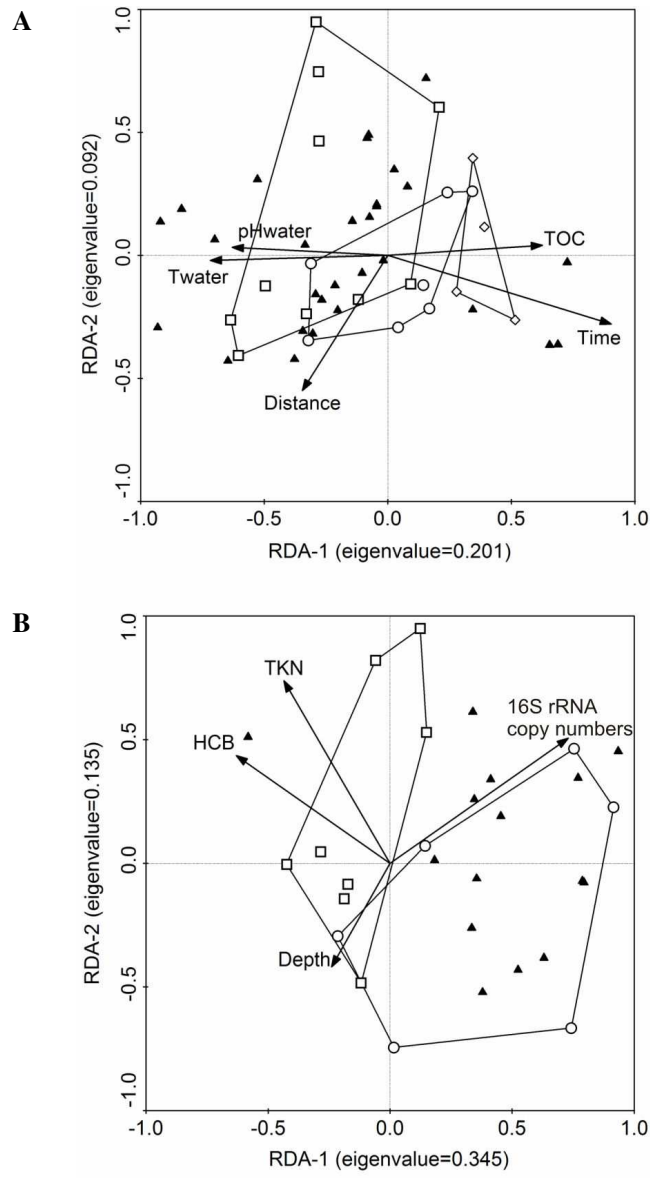 A
1.0
0.5
0.0
-0.5
-1.0
RDA-2 (eigenvalue=0.092)
pHwater
Twater
TOC
Time
Distance
-1.0 -0.5 0.0 0.5 1.0
RDA-1 (eigenvalue=0.201)
B
1.0
0.5
0.0
-0.5
-1.0
RDA-2 (eigenvalue=0.135)
TKN
HCB
16S rRNA
copy numbers
Depth
-1.0 -0.5 0.0 0.5 1.0
RDA-1 (eigenvalue=0.345)